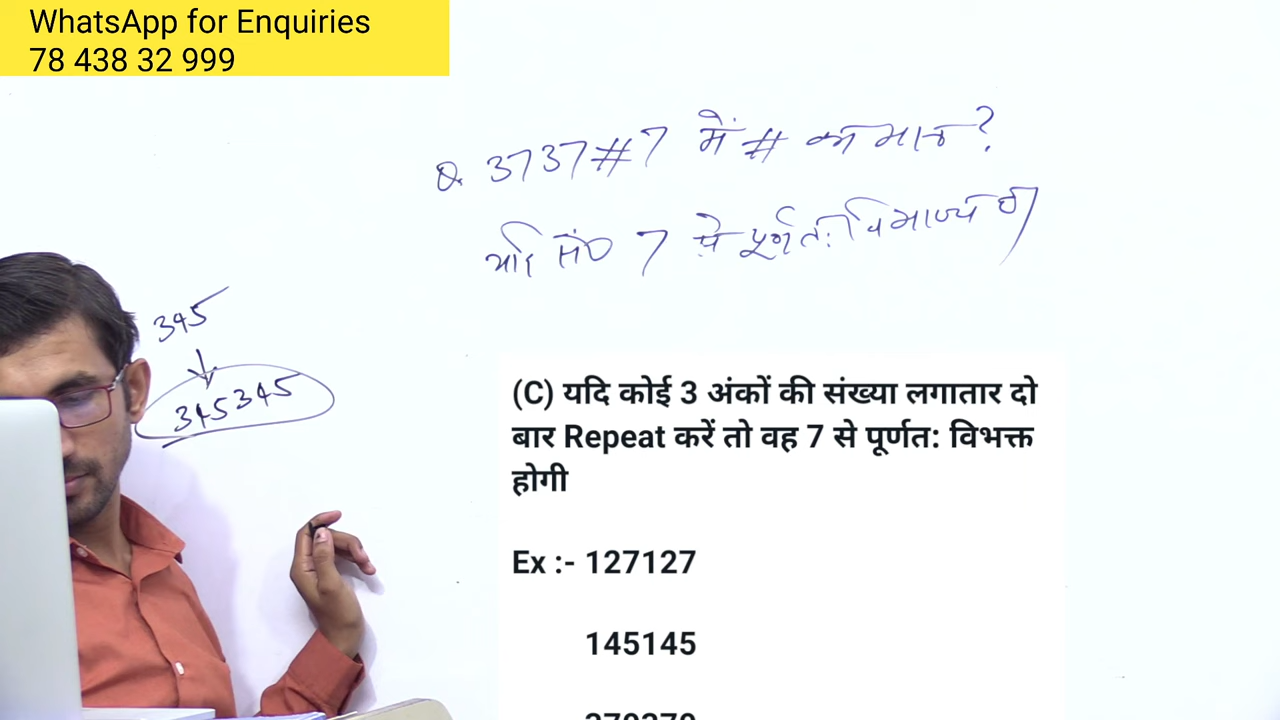 WhatsApp for Enquiries
78 438 32 999
Q. 3737#7 में # का मान?
यदि सं० 7 से पूर्णत: विभाज्य है।
345
345345
(C) यदि कोई 3 अंकों की संख्या लगातार दो
बार Repeat करें तो वह 7 से पूर्णत: विभक्त
होगी
Ex :- 127127
145145